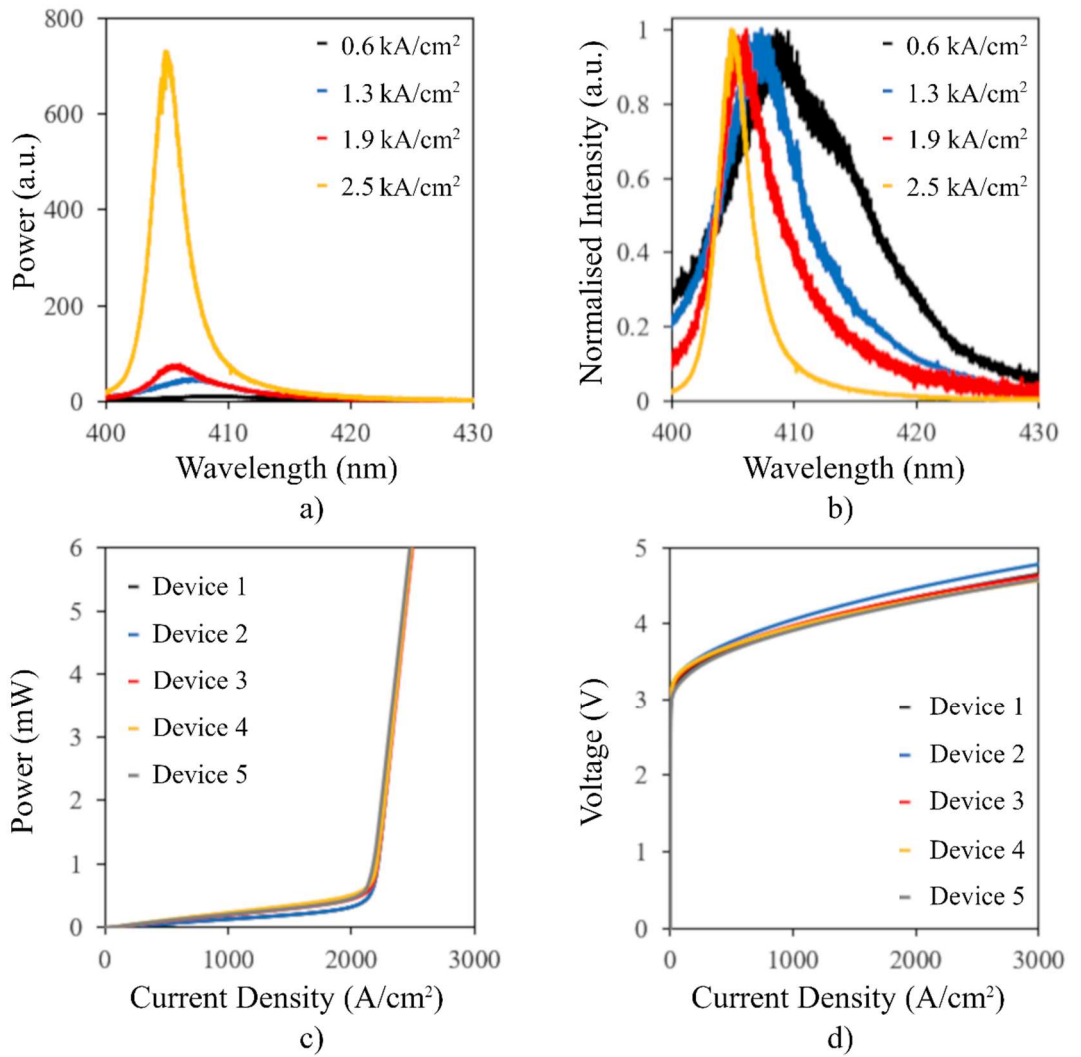 800
600
400
200
0
Power (a.u.)
0.6 kA/cm²
1.3 kA/cm²
1.9 kA/cm²
2.5 kA/cm²
400
410
420
430
Wavelength (nm)
a)
1
0.8
0.6
0.4
0.2
0
Normalised Intensity (a.u.)
0.6 kA/cm²
1.3 kA/cm²
1.9 kA/cm²
2.5 kA/cm²
400
410
420
430
Wavelength (nm)
b)
6
5
4
3
2
1
0
Power (mW)
Device 1
Device 2
Device 3
Device 4
Device 5
0
1000
2000
3000
Current Density (A/cm²)
c)
5
4
3
2
1
0
Voltage (V)
Device 1
Device 2
Device 3
Device 4
Device 5
0
1000
2000
3000
Current Density (A/cm²)
d)